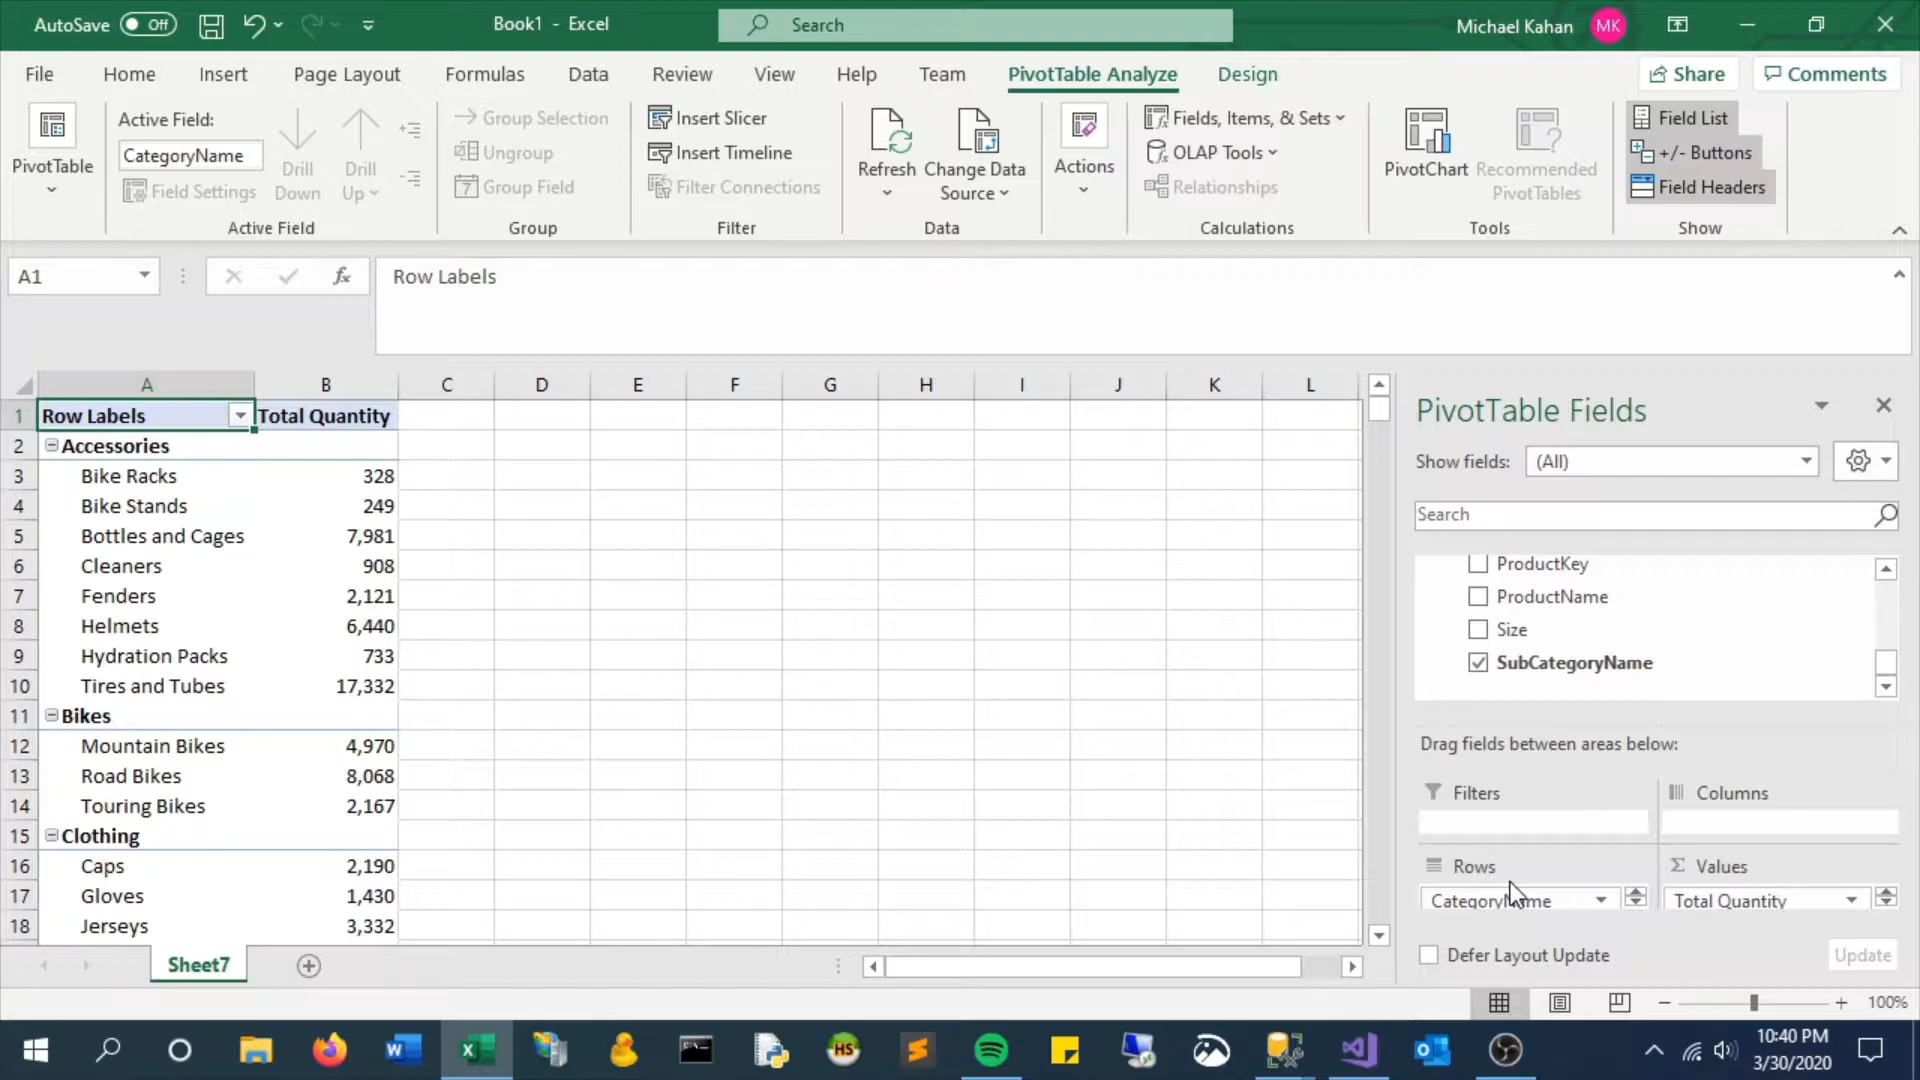 AutoSave Off
Book1 - Excel
Search
Michael Kahan MK
File Home Insert Page Layout Formulas Data Review View Help Team PivotTable Analyze Design
Share Comments
PivotTable
Active Field:
CategoryName
Field Settings
Drill Down
Drill Up
Active Field
Group Selection
Ungroup
Group Field
Group
Insert Slicer
Insert Timeline
Filter Connections
Filter
Refresh
Change Data Source
Data
Actions
Fields, Items, & Sets
OLAP Tools
Relationships
Calculations
PivotChart
Recommended PivotTables
Tools
Field List
+/- Buttons
Field Headers
Show
A1
fx
Row Labels
A B C D E F G H I J K L
1 Row Labels Total Quantity
2 Accessories
3 Bike Racks 328
4 Bike Stands 249
5 Bottles and Cages 7,981
6 Cleaners 908
7 Fenders 2,121
8 Helmets 6,440
9 Hydration Packs 733
10 Tires and Tubes 17,332
11 Bikes
12 Mountain Bikes 4,970
13 Road Bikes 8,068
14 Touring Bikes 2,167
15 Clothing
16 Caps 2,190
17 Gloves 1,430
18 Jerseys 3,332
Sheet7
PivotTable Fields
Show fields: (All)
Search
ProductKey
ProductName
Size
SubCategoryName
Drag fields between areas below:
Filters
Columns
Rows
Values
CategoryName
Total Quantity
Defer Layout Update
Update
100%
HS
10:40 PM
3/30/2020